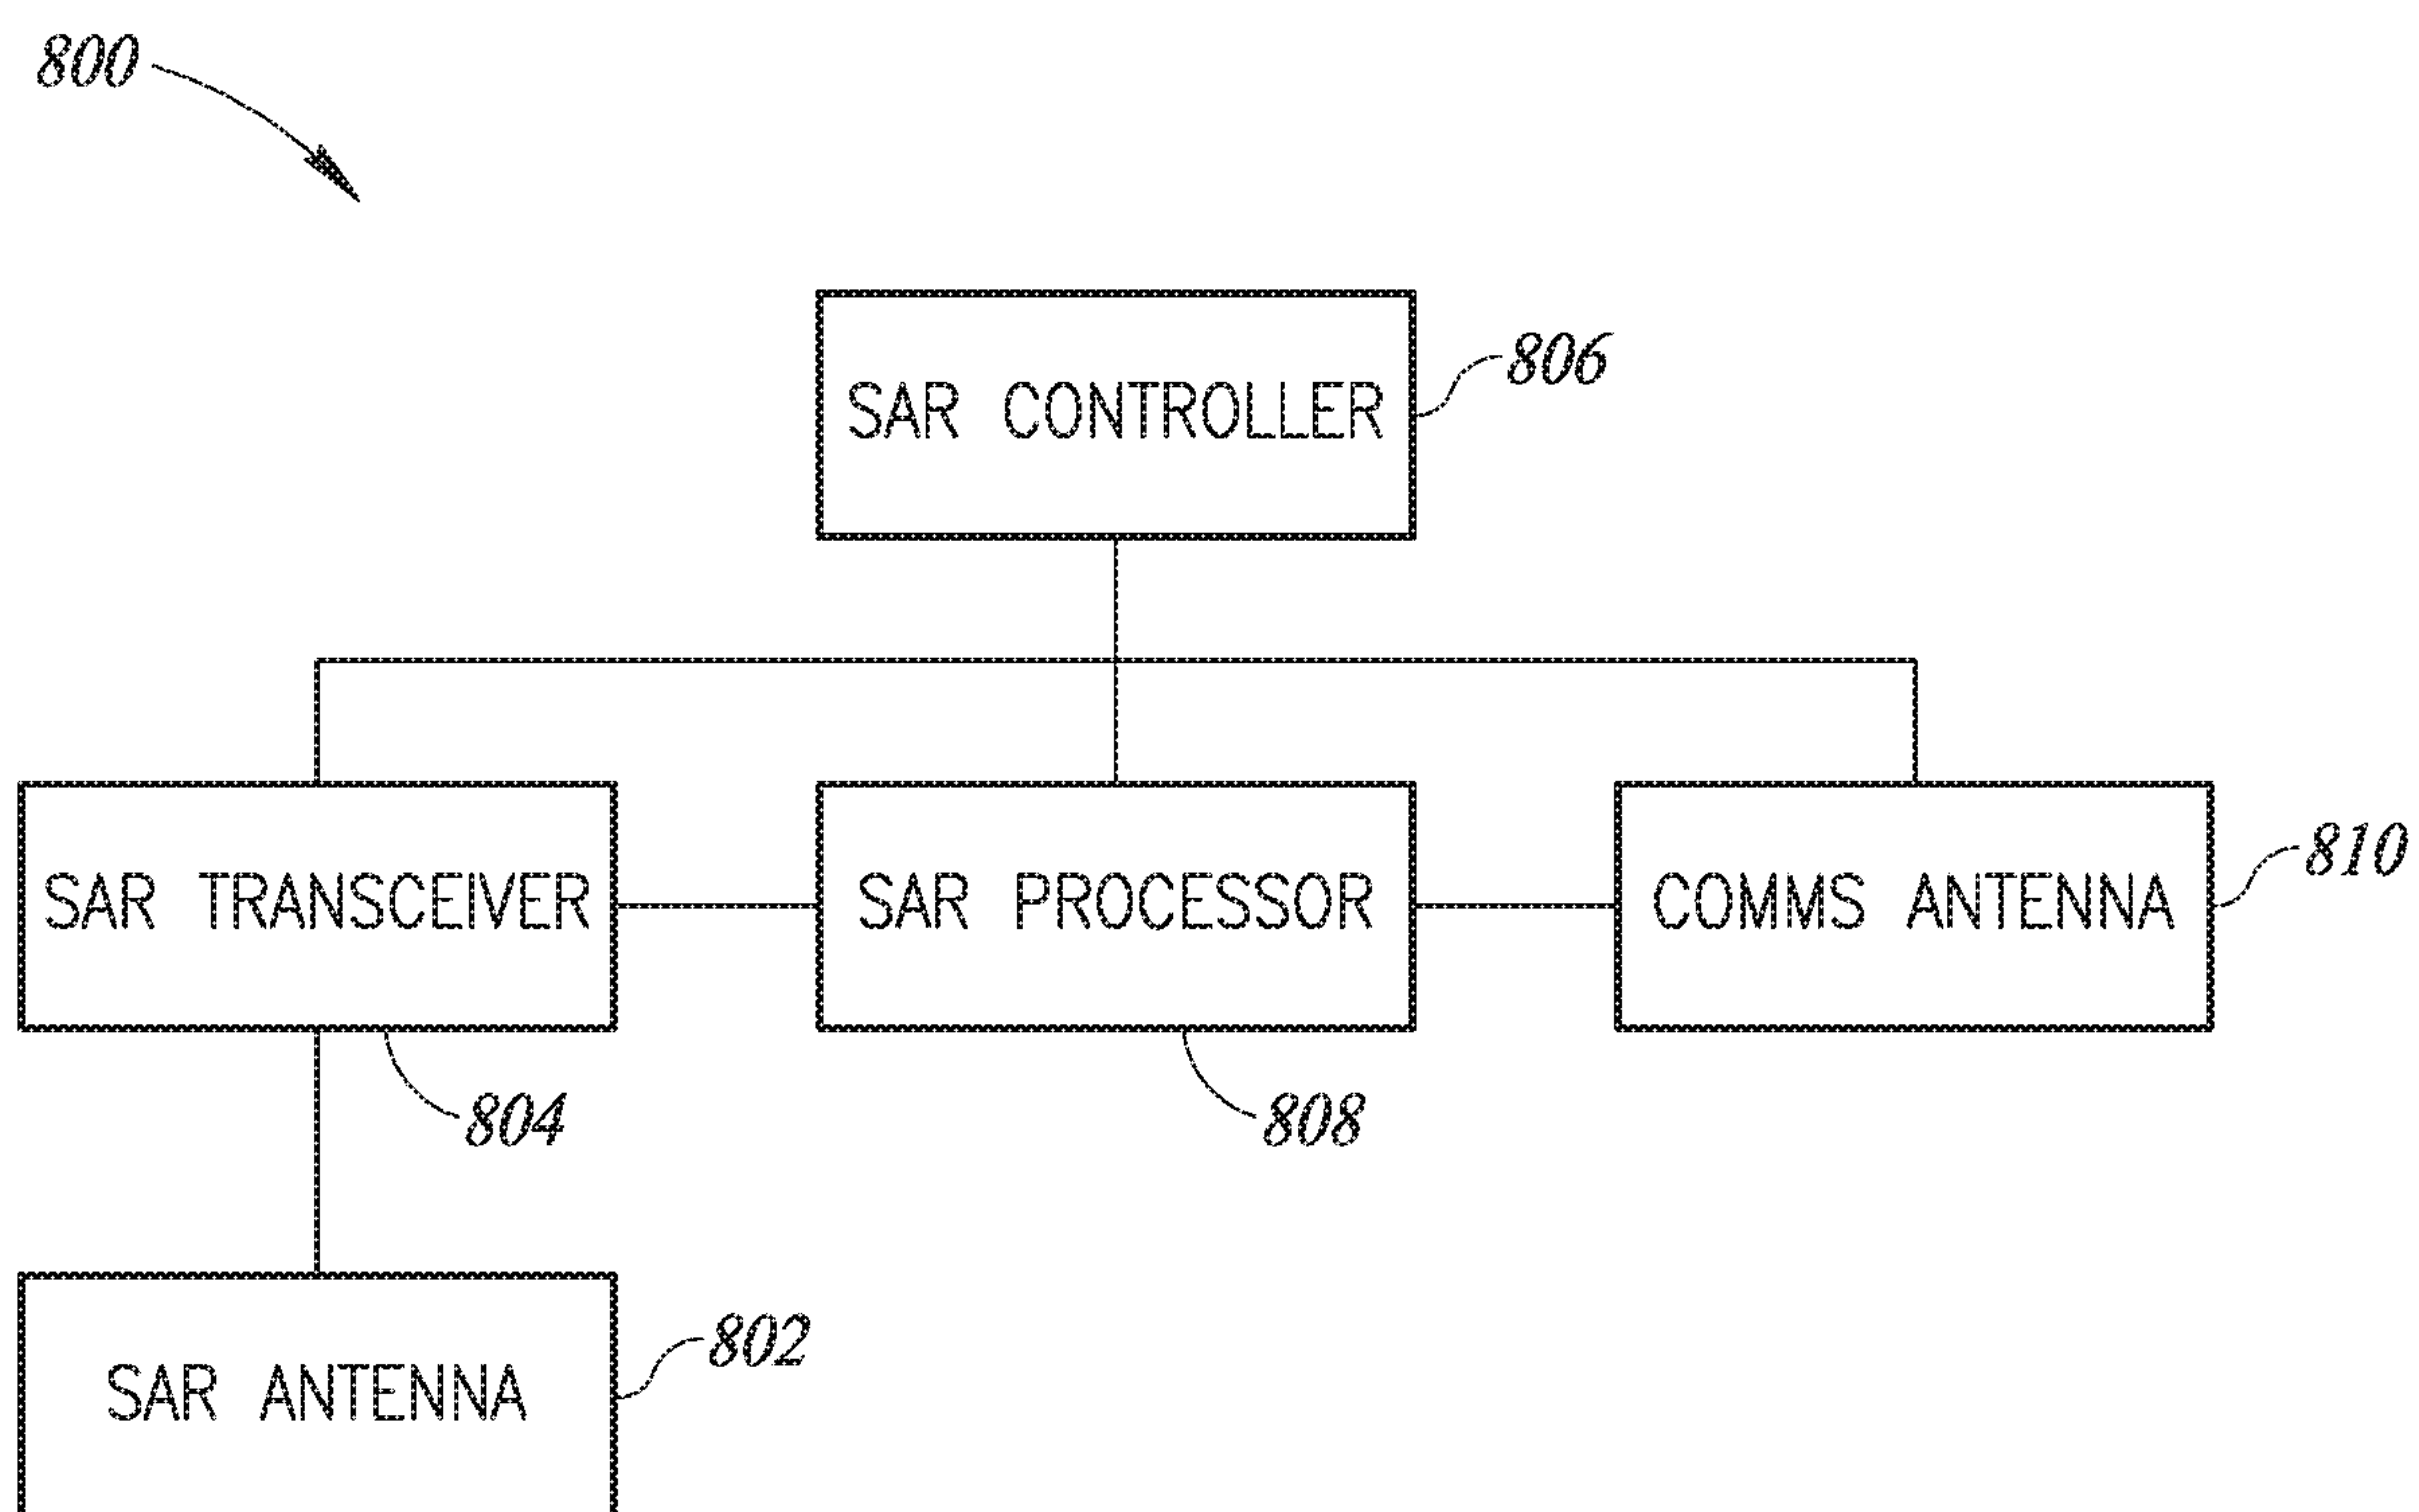 800
SAR CONTROLLER
806
SAR TRANSCEIVER
SAR PROCESSOR
COMMS ANTENNA
810
804
808
SAR ANTENNA
802